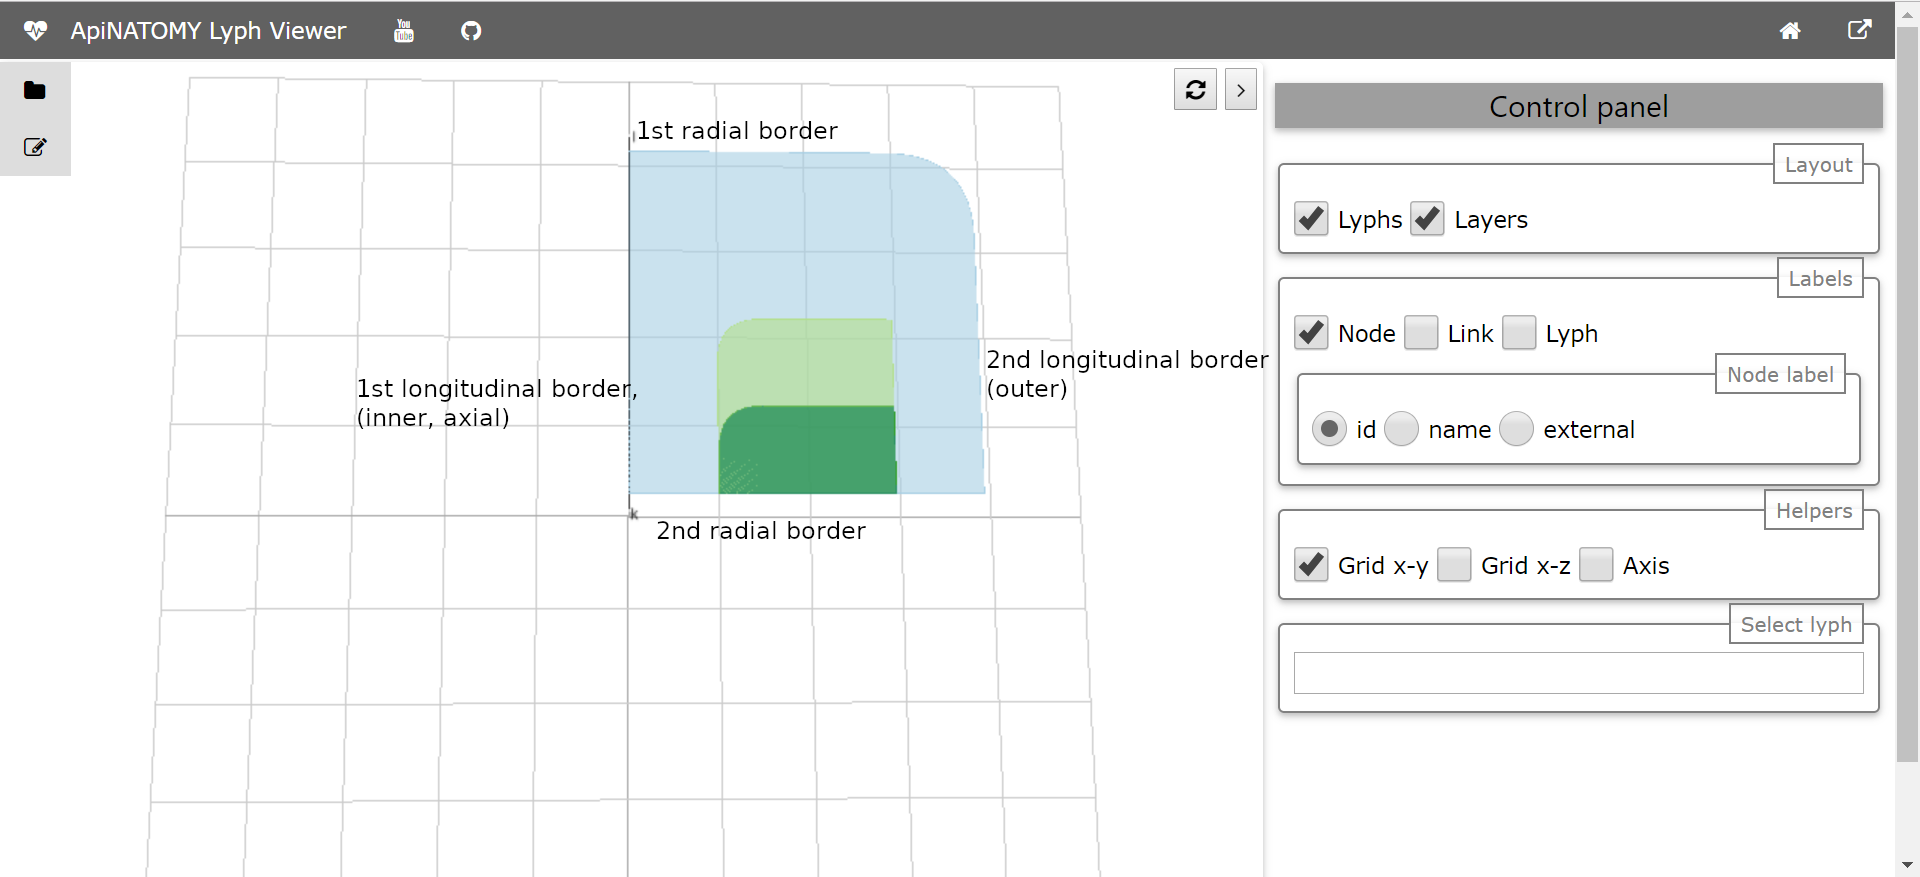 ApiNATOMY Lyph Viewer
You
Tube
Control panel
Layout
Lyphs Layers
Labels
Node Link Lyph
Node label
id name external
Helpers
Grid x-y Grid x-z Axis
Select lyph
1st radial border
2nd longitudinal border
(outer)
1st longitudinal border,
(inner, axial)
k
2nd radial border